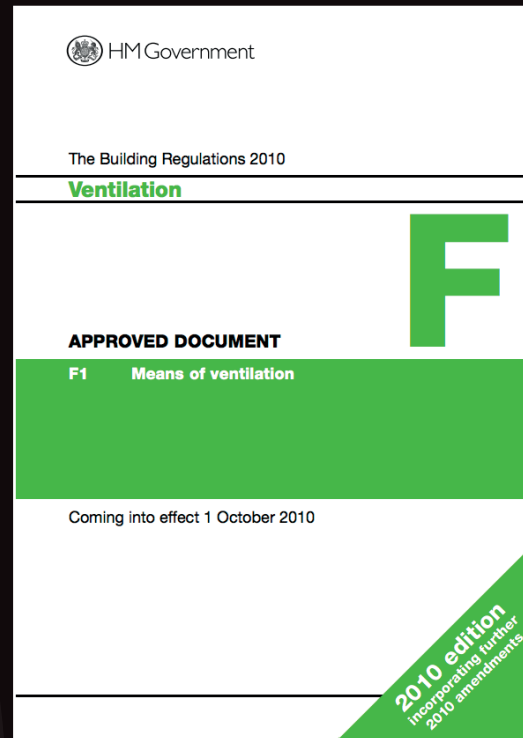 HM Government
The Building Regulations 2010
Ventilation
F
APPROVED DOCUMENT
F1 Means of ventilation
Coming into effect 1 October 2010
2010 edition
incorporating further
2010 amendments